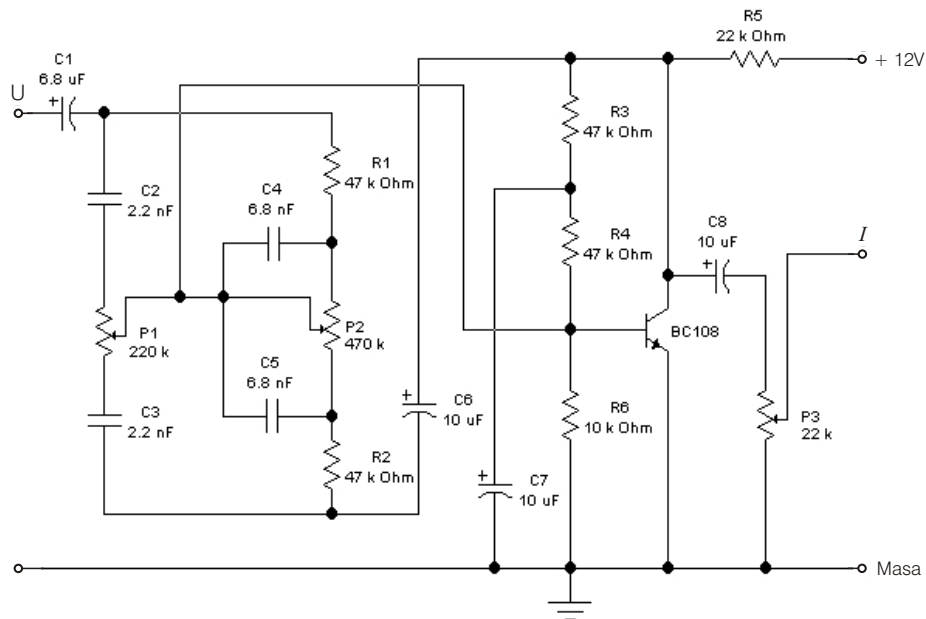 R5
22 k Ohm
+ 12V
C1
6.8 uF
+
U
R3
47 k Ohm
R1
47 k Ohm
C2
2.2 nF
C4
6.8 nF
R4
47 k Ohm
C8
10 uF
+
I
P1
220 k
P2
470 k
BC108
C5
6.8 nF
C3
2.2 nF
+
C6
10 uF
R6
10 k Ohm
P3
22 k
R2
47 k Ohm
+
C7
10 uF
Masa